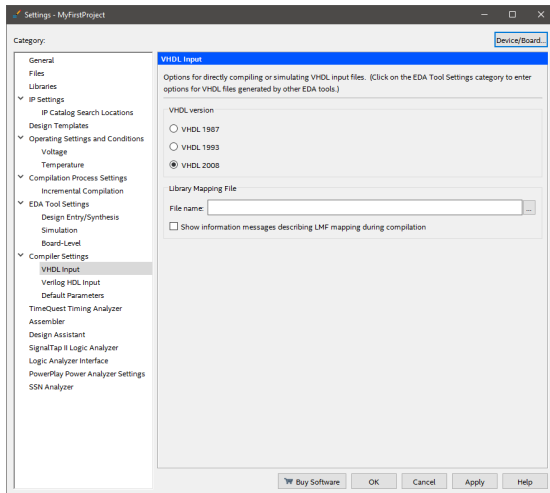 Settings - MyFirstProject
Category:
Device/Board...
General
Files
Libraries
IP Settings
IP Catalog Search Locations
Design Templates
Operating Settings and Conditions
Voltage
Temperature
Compilation Process Settings
Incremental Compilation
EDA Tool Settings
Design Entry/Synthesis
Simulation
Board-Level
Compiler Settings
VHDL Input
Verilog HDL Input
Default Parameters
TimeQuest Timing Analyzer
Assembler
Design Assistant
SignalTap II Logic Analyzer
Logic Analyzer Interface
PowerPlay Power Analyzer Settings
SSN Analyzer
VHDL Input
Options for directly compiling or simulating VHDL input files. (Click on the EDA Tool Settings category to enter
options for VHDL files generated by other EDA tools.)
VHDL version
VHDL 1987
VHDL 1993
VHDL 2008
Library Mapping File
File name:
...
Show information messages describing LMF mapping during compilation
Buy Software
OK
Cancel
Apply
Help